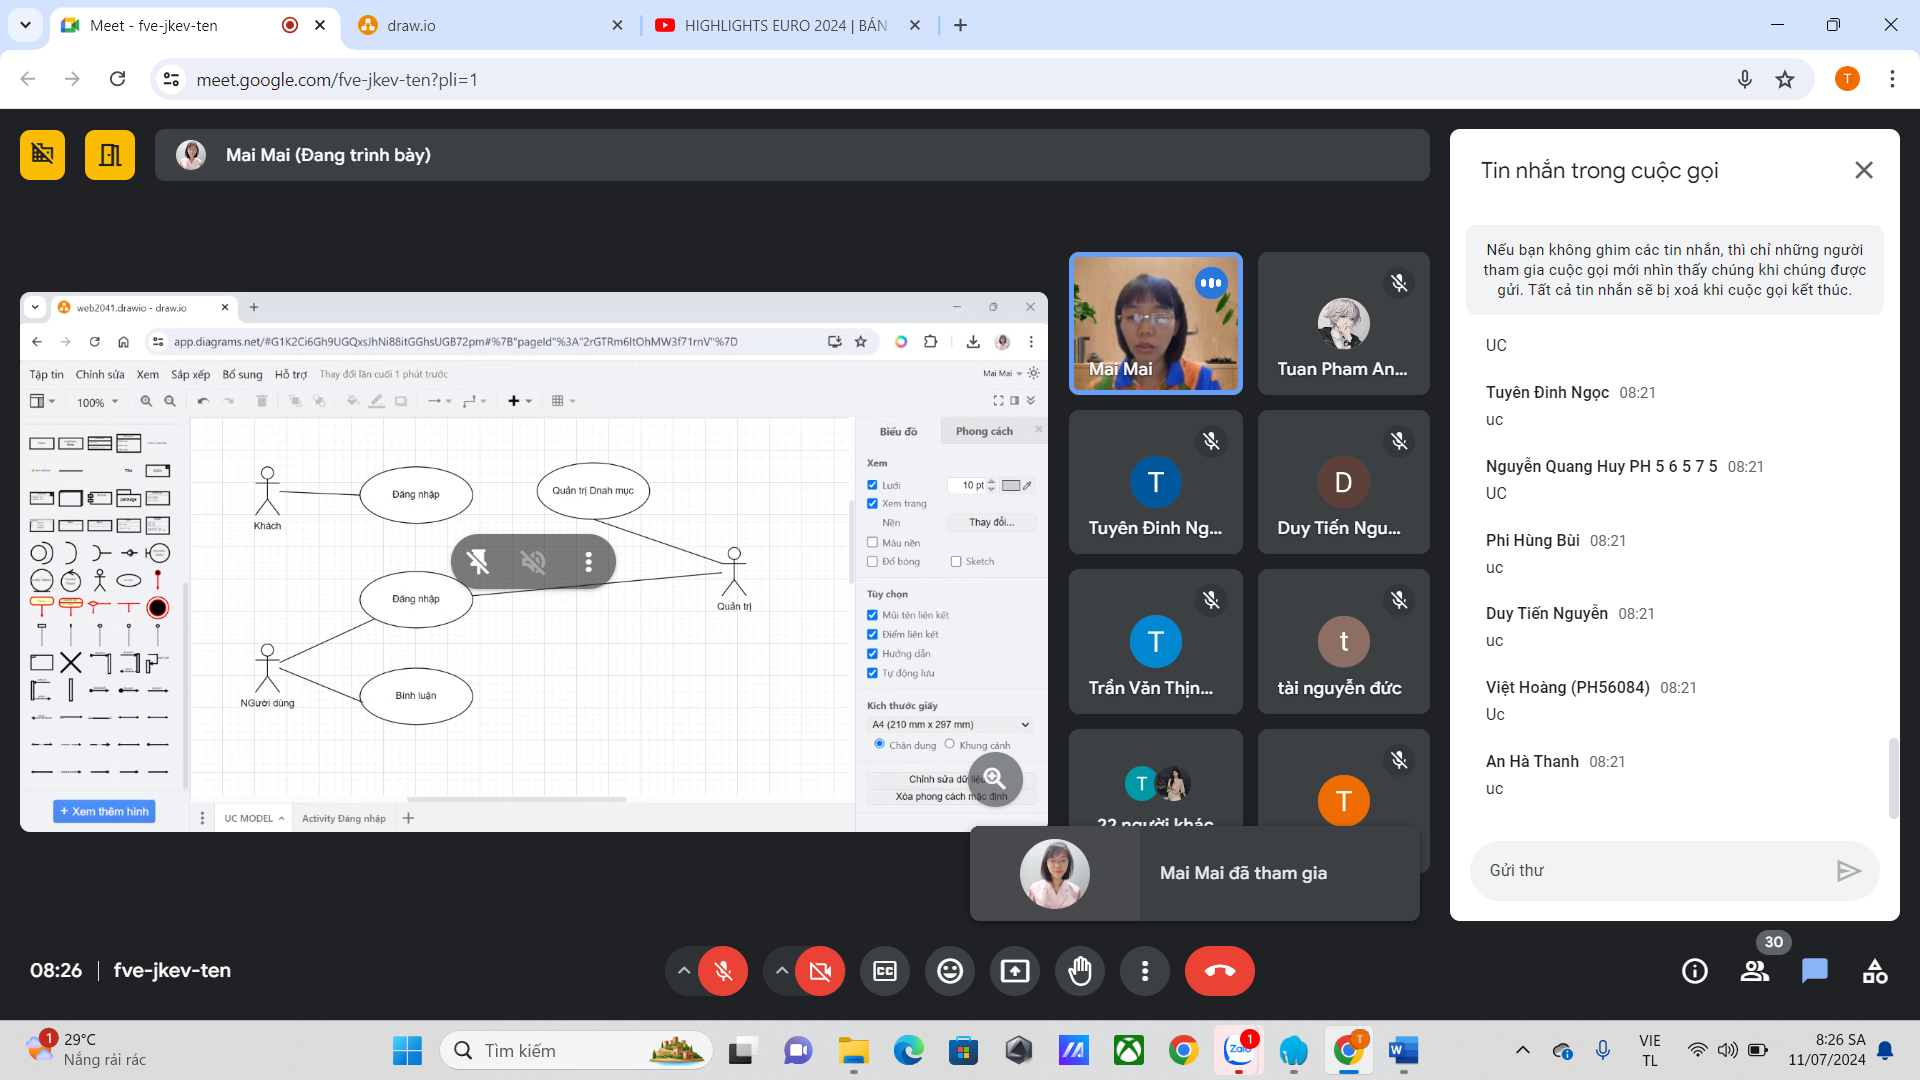 Meet - fve-jkev-ten
draw.io
HIGHLIGHTS EURO 2024 | BÁN
meet.google.com/fve-jkev-ten?pli=1
T
Mai Mai (Đang trình bày)
web2041.drawio - draw.io
app.diagrams.net/#G1K2Ci6Gh9UGQxsJhNi88itGGhsUGB72pm#%7B"pageId"%3A"2rGTRm6ltOhMW3f71rnV"%7D
Tập tin Chỉnh sửa Xem Sắp xếp Bổ sung Hỗ trợ Thay đổi lần cuối 1 phút trước
Mai Mai
100%
Biểu đồ Phong cách
Xem
Lưới 10 pt
Xem trang
Nền Thay đổi...
Màu nền
Đổ bóng Sketch
Tùy chọn
Mũi tên liên kết
Điểm liên kết
Hướng dẫn
Tự động lưu
Kích thước giấy
A4 (210 mm x 297 mm)
Chân dung Khung cảnh
Chỉnh sửa dữ liệu
Xóa phong cách mặc định
Title
package
Khách
Đăng nhập
Quản trị Dnah mục
Quản trị
Đăng nhập
NGười dùng
Bình luận
+ Xem thêm hình
UC MODEL
Activity Đăng nhập
Mai Mai
Tuan Pham An...
T
Tuyên Đinh Ng...
D
Duy Tiến Ngu...
T
Trần Văn Thịn...
t
tài nguyễn đức
T
22 người khác
T
Mai Mai đã tham gia
Tin nhắn trong cuộc gọi
Nếu bạn không ghim các tin nhắn, thì chỉ những người
tham gia cuộc gọi mới nhìn thấy chúng khi chúng được
gửi. Tất cả tin nhắn sẽ bị xoá khi cuộc gọi kết thúc.
UC
Tuyên Đinh Ngọc 08:21
uc
Nguyễn Quang Huy PH 5 6 5 7 5 08:21
UC
Phi Hùng Bùi 08:21
uc
Duy Tiến Nguyễn 08:21
uc
Việt Hoàng (PH56084) 08:21
Uc
An Hà Thanh 08:21
uc
Gửi thư
08:26 | fve-jkev-ten
30
1
29°C
Nắng rải rác
Tìm kiếm
Zalo
1
T
W
VIE
TL
8:26 SA
11/07/2024